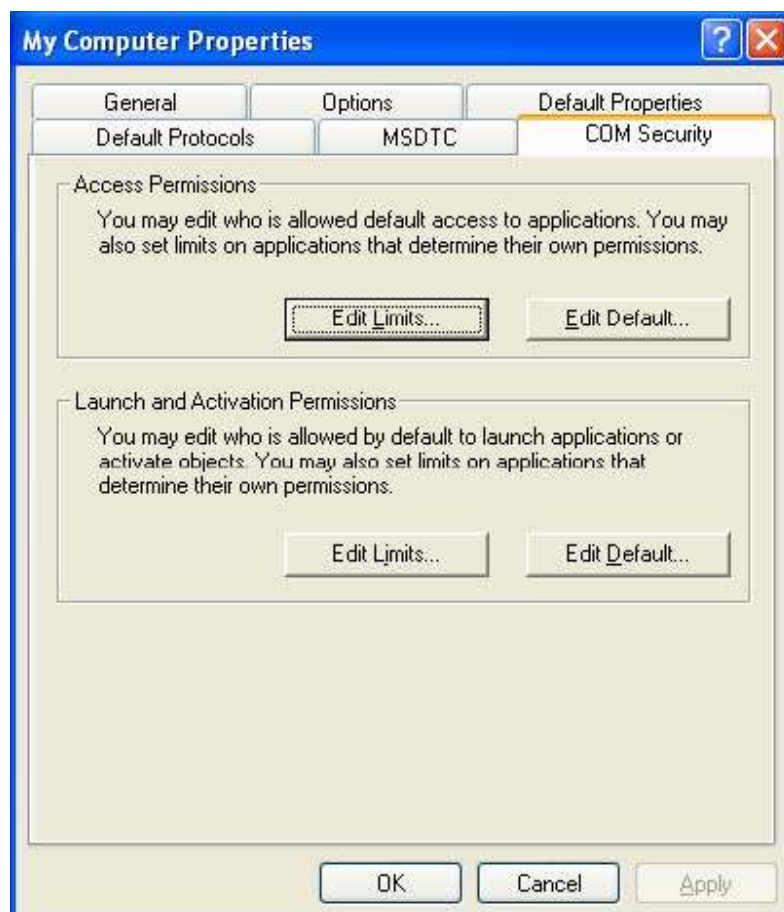 My Computer Properties
?
General Options Default Properties
Default Protocols MSDTC COM Security
Access Permissions
You may edit who is allowed default access to applications. You may
also set limits on applications that determine their own permissions.
Edit Limits... Edit Default...
Launch and Activation Permissions
You may edit who is allowed by default to launch applications or
activate objects. You may also set limits on applications that
determine their own permissions.
Edit Limits... Edit Default...
OK Cancel Apply